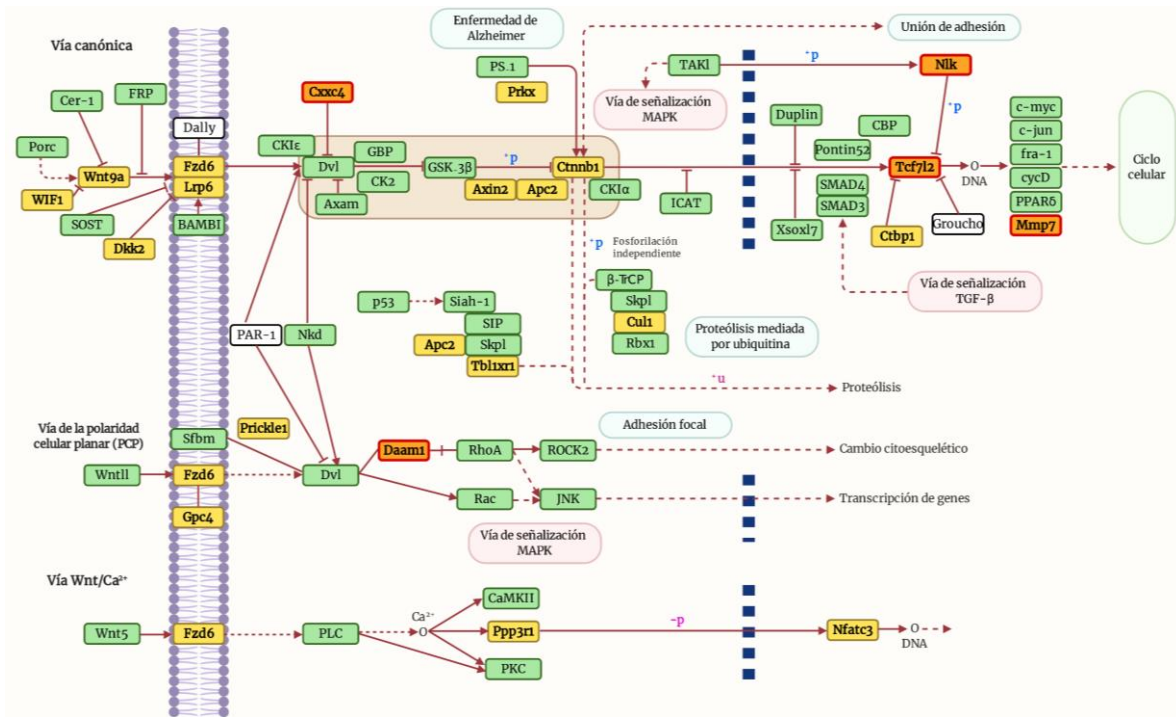 Vía canónica
Enfermedad de
Alzheimer
Unión de adhesión
Cer-1
FRP
Porc
Wnt9a
WIF1
SOST
Dkk2
Dally
Fzd6
Lrp6
BAMBI
Cxxc4
CKIε
Dvl
GBP
CK2
Axam
GSK.3β
+p
Axin2
Apc2
PS.1
Prkx
Ctnnb1
CKIα
TAKl
+p
Nlk
+p
Vía de señalización
MAPK
ICAT
Duplin
CBP
Pontin52
SMAD4
SMAD3
Xsoxl7
Tcf7l2
Ctbp1
Groucho
O
DNA
c-myc
c-jun
fra-1
cycD
PPARδ
Mmp7
Ciclo
celular
Vía de señalización
TGF-β
+p
Fosforilación
independiente
β-TrCP
Skpl
Cul1
Rbx1
p53
Siah-1
SIP
Apc2
Skpl
Tbl1xr1
Proteólisis mediada
por ubiquitina
+u
Proteólisis
PAR-1
Nkd
Vía de la polaridad
celular planar (PCP)
Sfbm
Prickle1
Wntll
Fzd6
Gpc4
Dvl
Daam1
RhoA
ROCK2
Rac
JNK
Adhesión focal
Cambio citoesquelético
Transcripción de genes
Vía de señalización
MAPK
Vía Wnt/Ca²⁺
Wnt5
Fzd6
PLC
Ca²⁺
O
CaMKII
Ppp3r1
PKC
-p
Nfatc3
O
DNA